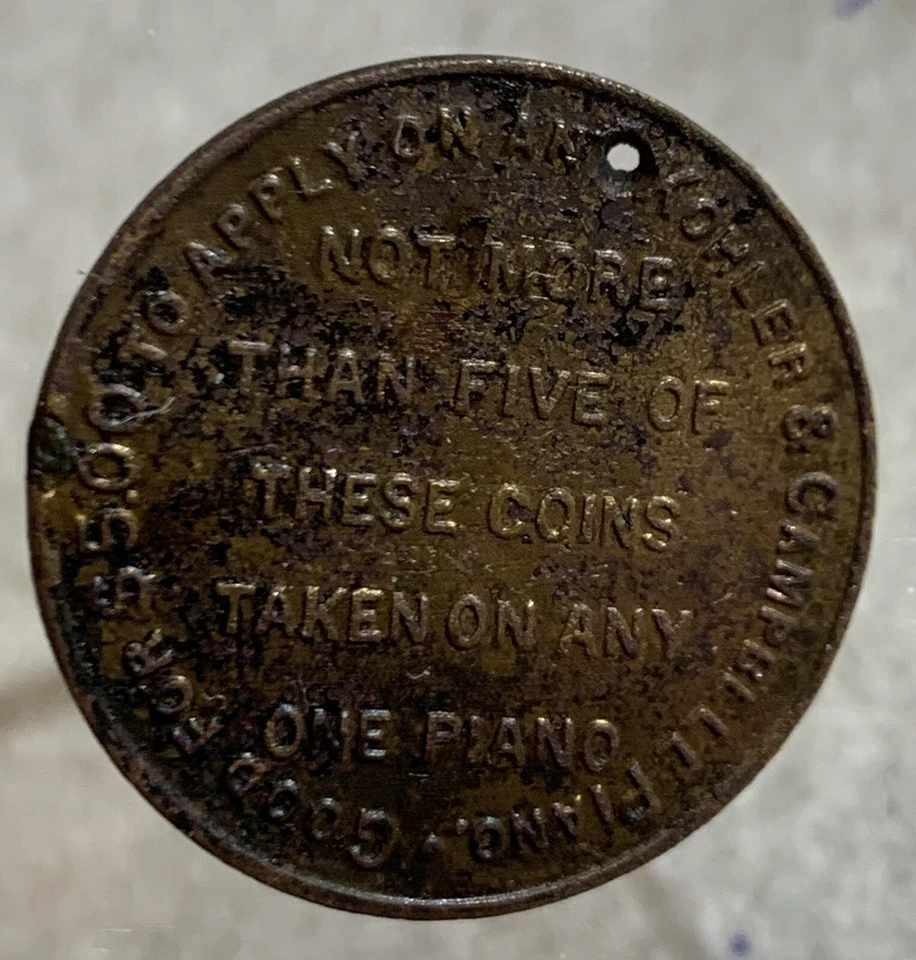 GOOD FOR $5.00 TO APPLY ON AN KOHLER & CAMPBELL PIANO.
NOT MORE
THAN FIVE OF
THESE COINS
TAKEN ON ANY
ONE PIANO